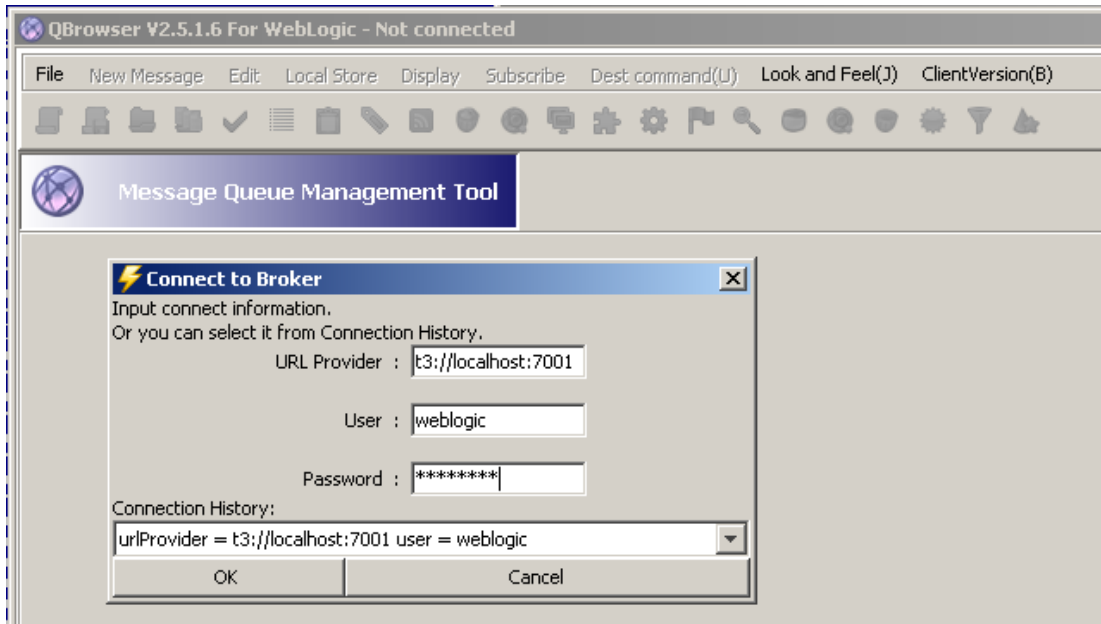 QBrowser V2.5.1.6 For WebLogic - Not connected
File New Message Edit Local Store Display Subscribe Dest command(U) Look and Feel(J) ClientVersion(B)
Message Queue Management Tool
Connect to Broker
Input connect information.
Or you can select it from Connection History.
URL Provider : t3://localhost:7001
User : weblogic
Password : ********
Connection History:
urlProvider = t3://localhost:7001 user = weblogic
OK Cancel